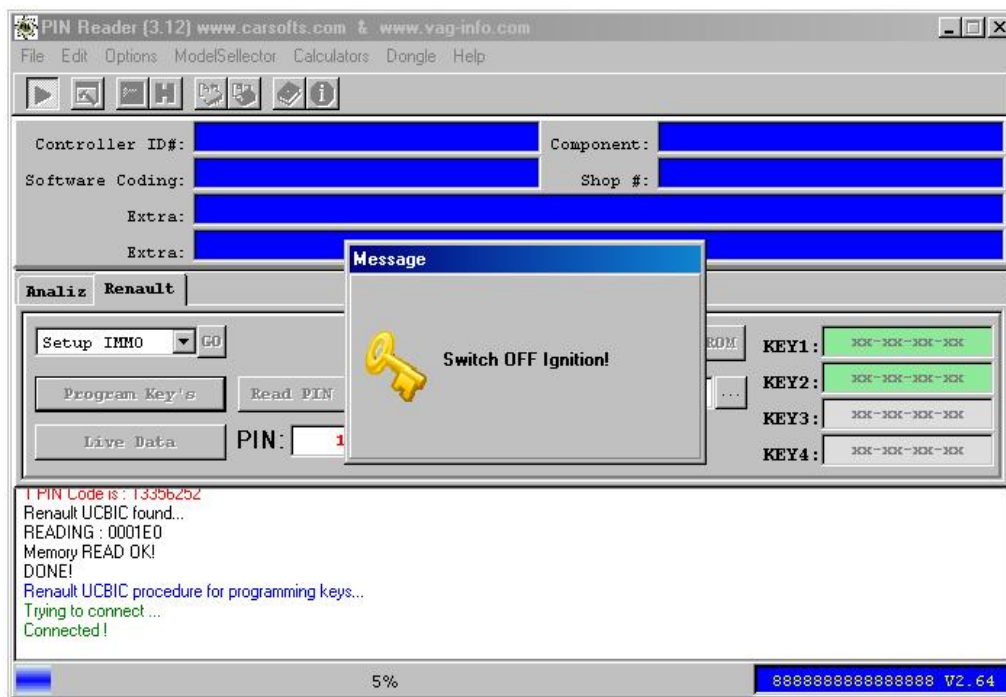 PIN Reader (3.12) www.carsofts.com & www.vag-info.com
File Edit Options ModelSellector Calculators Dongle Help
Controller ID#: Component:
Software Coding: Shop #:
Extra:
Extra:
Message
Analiz Renault
Setup IMMO GO
KEY1: XX-XX-XX-XX
Switch OFF Ignition!
Program Key's Read PIN ... KEY2: XX-XX-XX-XX
KEY3: XX-XX-XX-XX
Live Data PIN: 1
KEY4: XX-XX-XX-XX
1 PIN Code is : 13356252
Renault UCBIC found...
READING : 0001E0
Memory READ OK!
DONE!
Renault UCBIC procedure for programming keys...
Trying to connect ...
Connected !
5% 8888888888888888 V2.64